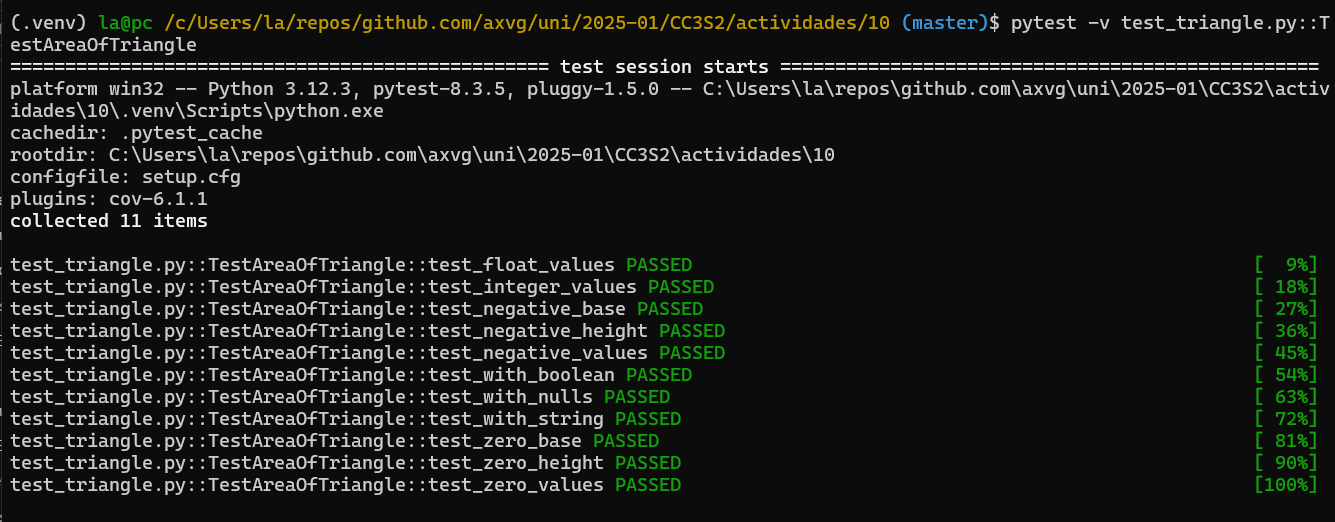 (.venv) la@pc /c/Users/la/repos/github.com/axvg/uni/2025-01/CC3S2/actividades/10 (master)$ pytest -v test_triangle.py::T
estAreaOfTriangle
================================================= test session starts =================================================
platform win32 -- Python 3.12.3, pytest-8.3.5, pluggy-1.5.0 -- C:\Users\la\repos\github.com\axvg\uni\2025-01\CC3S2\activ
idades\10\.venv\Scripts\python.exe
cachedir: .pytest_cache
rootdir: C:\Users\la\repos\github.com\axvg\uni\2025-01\CC3S2\actividades\10
configfile: setup.cfg
plugins: cov-6.1.1
collected 11 items

test_triangle.py::TestAreaOfTriangle::test_float_values PASSED [  9%]
test_triangle.py::TestAreaOfTriangle::test_integer_values PASSED [ 18%]
test_triangle.py::TestAreaOfTriangle::test_negative_base PASSED [ 27%]
test_triangle.py::TestAreaOfTriangle::test_negative_height PASSED [ 36%]
test_triangle.py::TestAreaOfTriangle::test_negative_values PASSED [ 45%]
test_triangle.py::TestAreaOfTriangle::test_with_boolean PASSED [ 54%]
test_triangle.py::TestAreaOfTriangle::test_with_nulls PASSED [ 63%]
test_triangle.py::TestAreaOfTriangle::test_with_string PASSED [ 72%]
test_triangle.py::TestAreaOfTriangle::test_zero_base PASSED [ 81%]
test_triangle.py::TestAreaOfTriangle::test_zero_height PASSED [ 90%]
test_triangle.py::TestAreaOfTriangle::test_zero_values PASSED [100%]